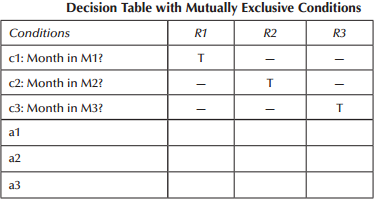 Decision Table with Mutually Exclusive Conditions
Conditions R1 R2 R3
c1: Month in M1? T — —
c2: Month in M2? — T —
c3: Month in M3? — — T
a1
a2
a3